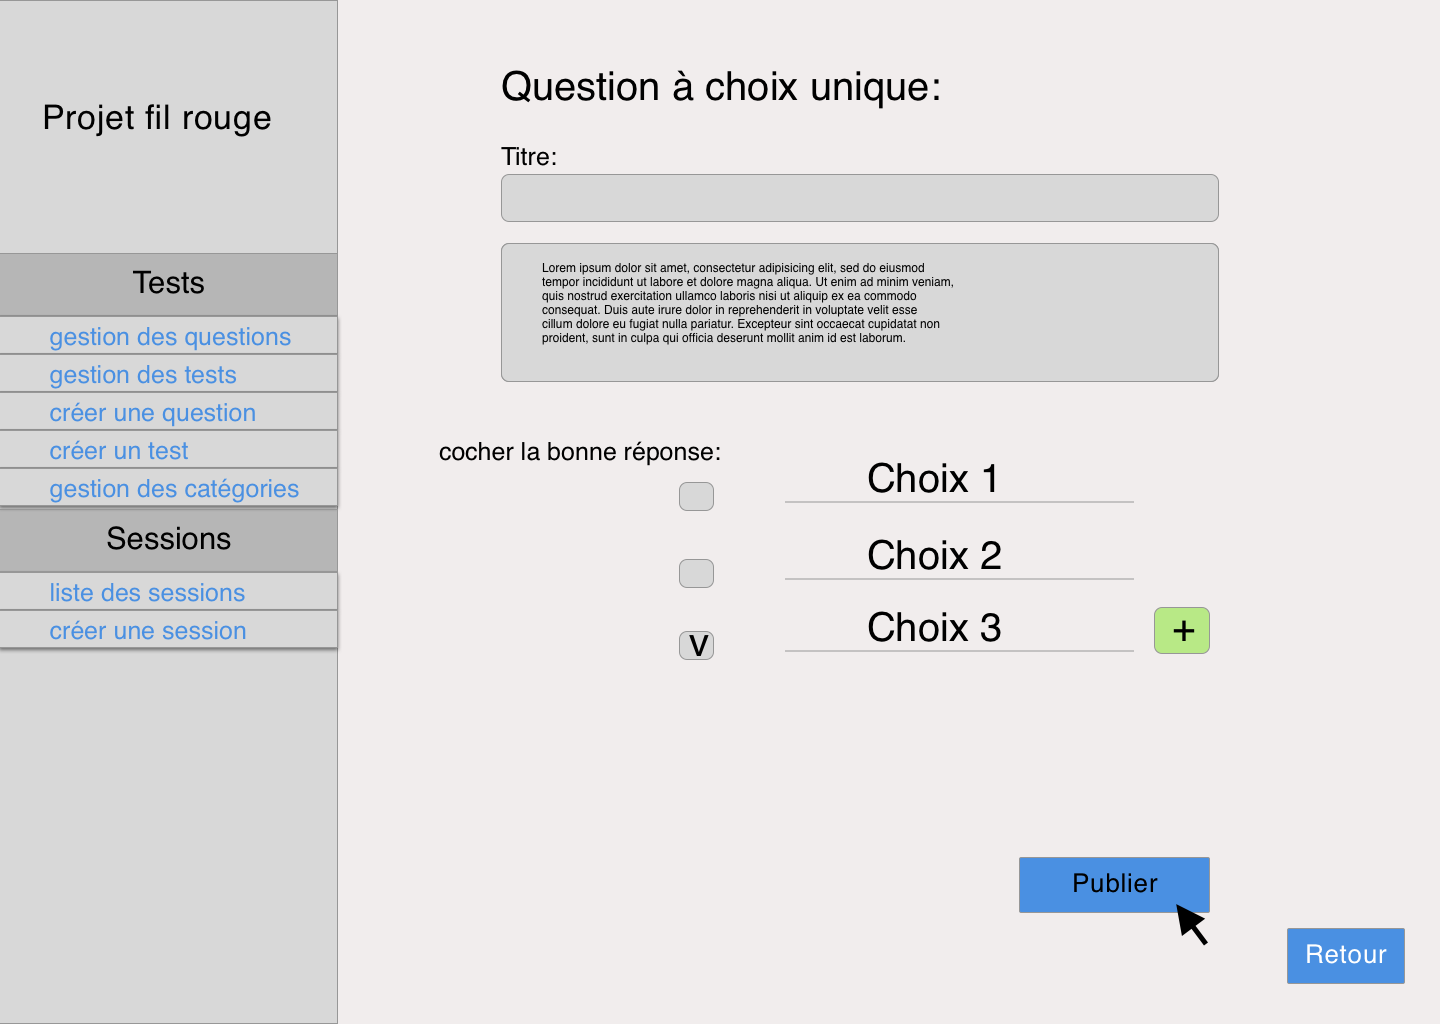 Projet fil rouge
Tests
gestion des questions
gestion des tests
créer une question
créer un test
gestion des catégories
Sessions
liste des sessions
créer une session
Question à choix unique:
Titre:
Lorem ipsum dolor sit amet, consectetur adipisicing elit, sed do eiusmod
tempor incididunt ut labore et dolore magna aliqua. Ut enim ad minim veniam,
quis nostrud exercitation ullamco laboris nisi ut aliquip ex ea commodo
consequat. Duis aute irure dolor in reprehenderit in voluptate velit esse
cillum dolore eu fugiat nulla pariatur. Excepteur sint occaecat cupidatat non
proident, sunt in culpa qui officia deserunt mollit anim id est laborum.
cocher la bonne réponse:
Choix 1
Choix 2
V Choix 3 +
Publier
Retour